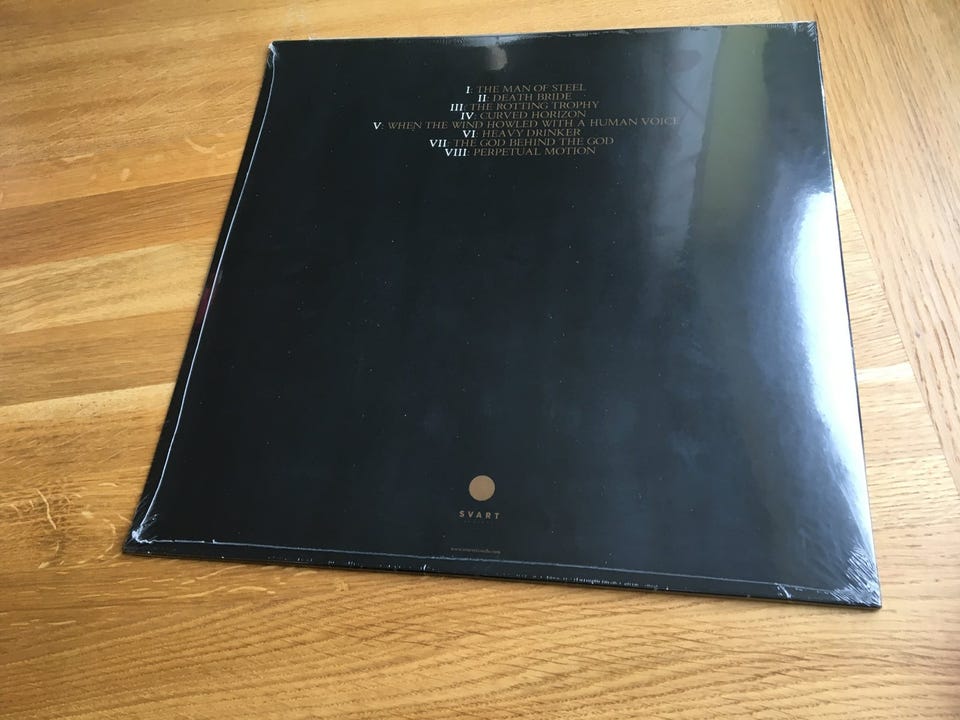 I: THE MAN OF STEEL
II: DEATH BRIDE
III: THE ROTTING TROPHY
IV: CURVED HORIZON
V: WHEN THE WIND HOWLED WITH A HUMAN VOICE
VI: HEAVY DRINKER
VII: THE GOD BEHIND THE GOD
VIII: PERPETUAL MOTION
SVART